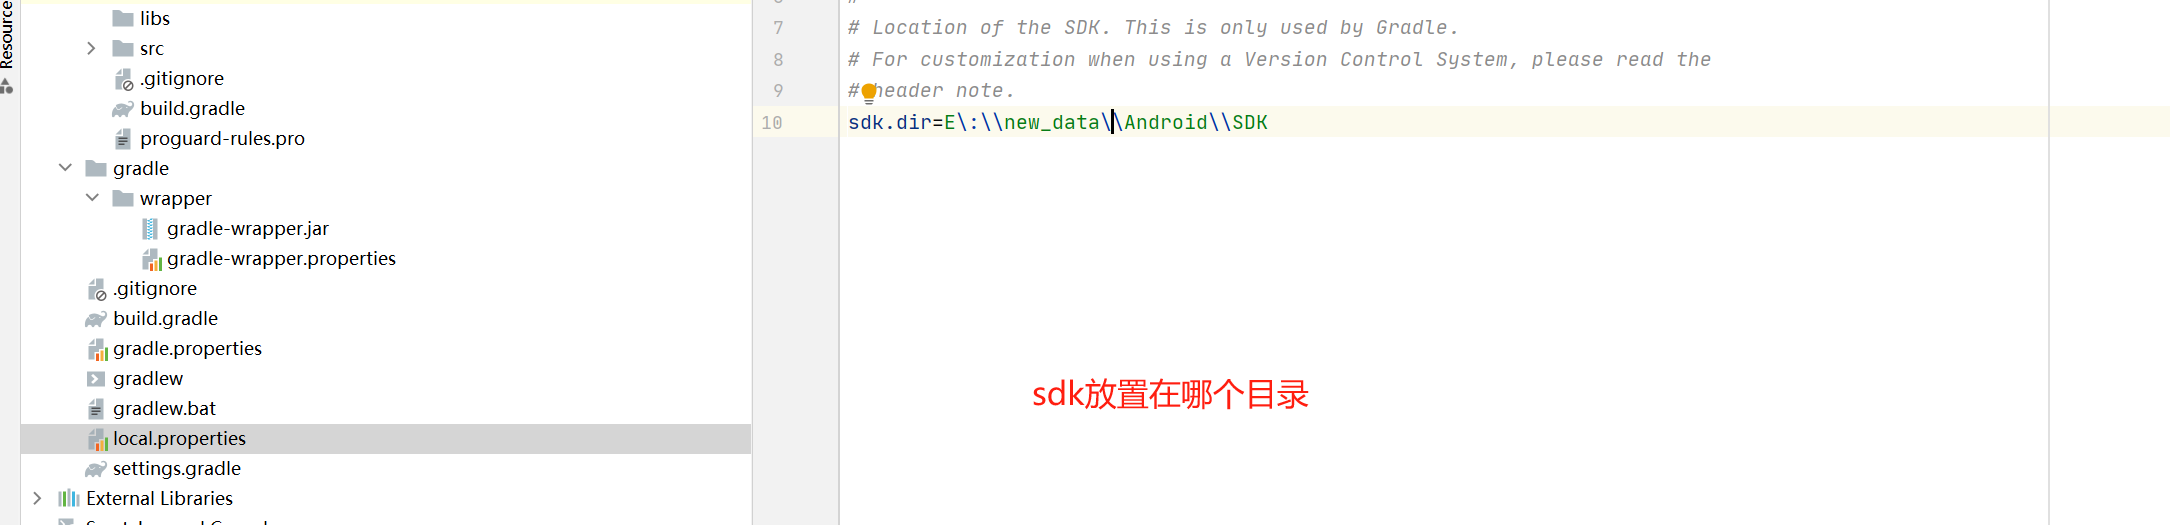 Resource
libs
src
.gitignore
build.gradle
proguard-rules.pro
gradle
wrapper
gradle-wrapper.jar
gradle-wrapper.properties
.gitignore
build.gradle
gradle.properties
gradlew
gradlew.bat
local.properties
settings.gradle
External Libraries
#
7 # Location of the SDK. This is only used by Gradle.
8 # For customization when using a Version Control System, please read the
9 # header note.
10 sdk.dir=E\:\\new_data\\Android\\SDK
sdk放置在哪个目录